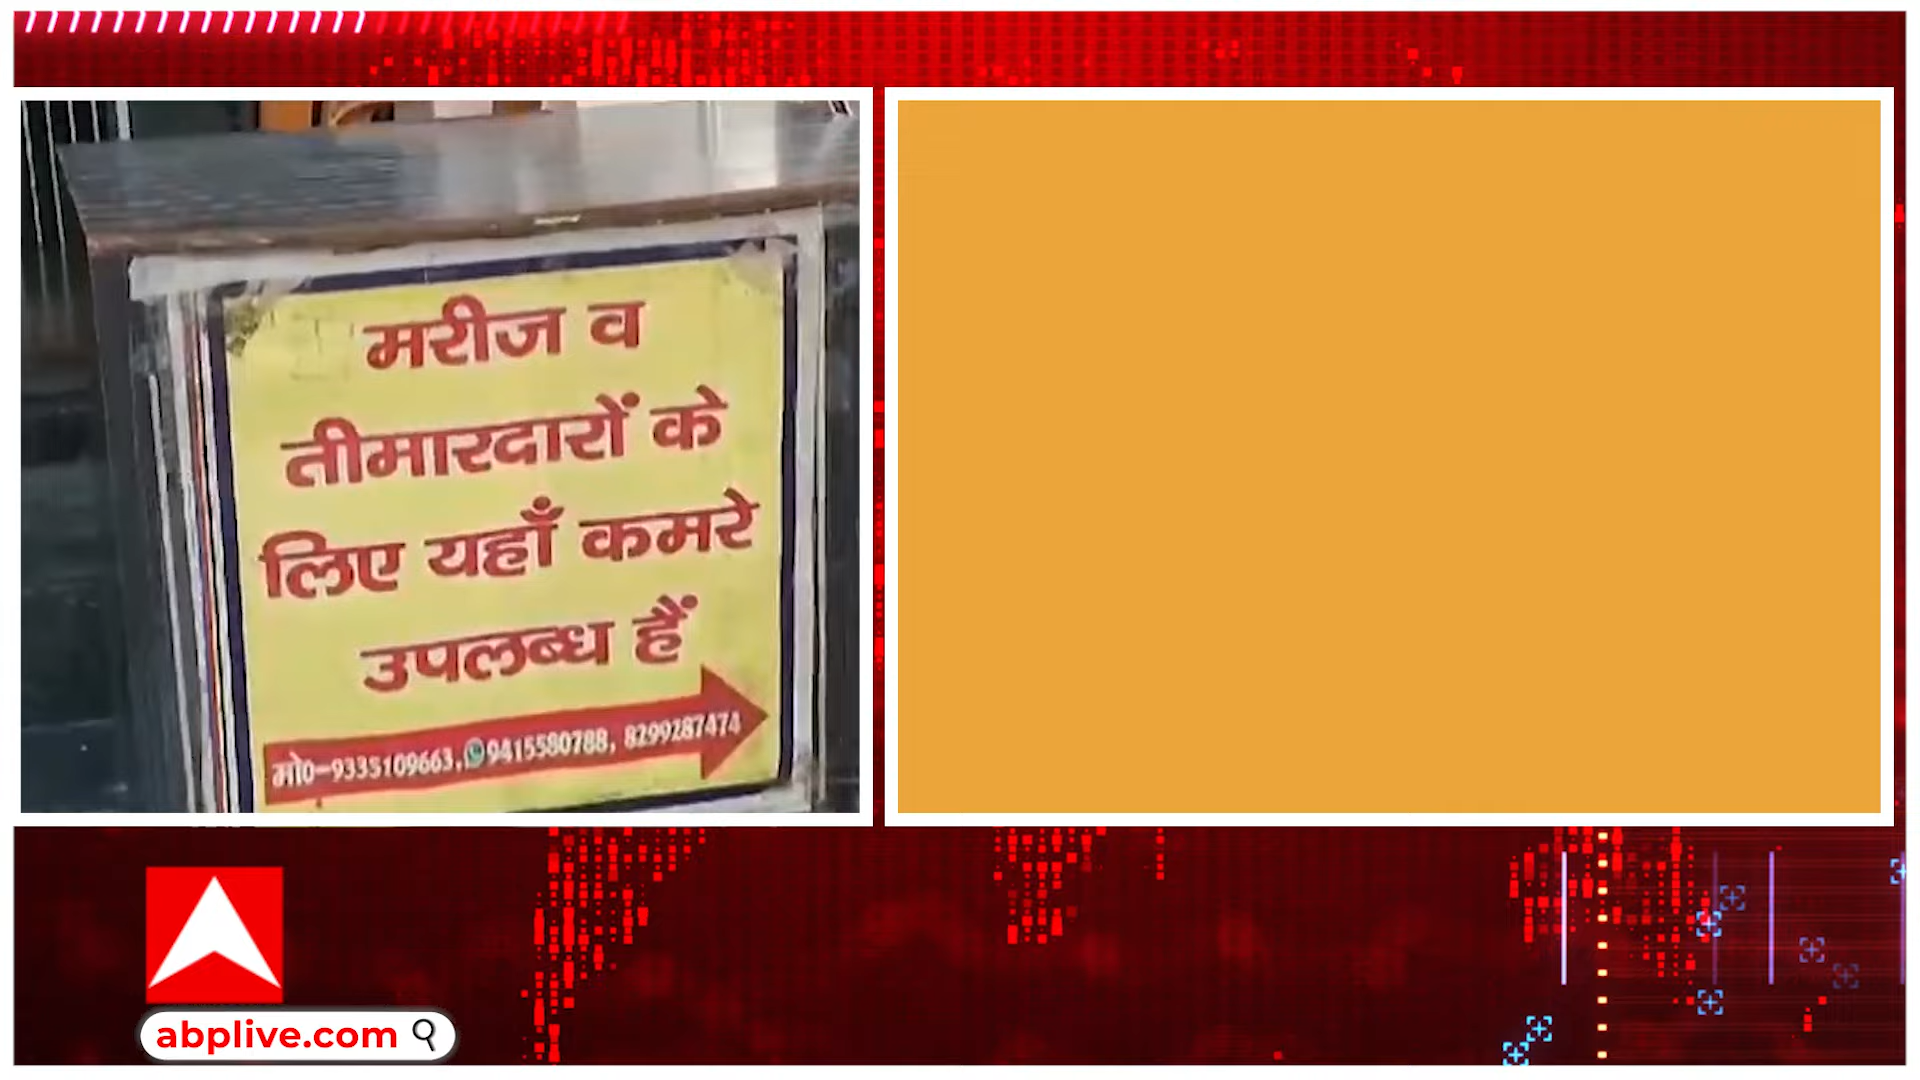 मरीज व
तीमारदारों के
लिए यहाँ कमरे
उपलब्ध हैं
मो0-9335109663, 9415580788, 8299287474
abplive.com